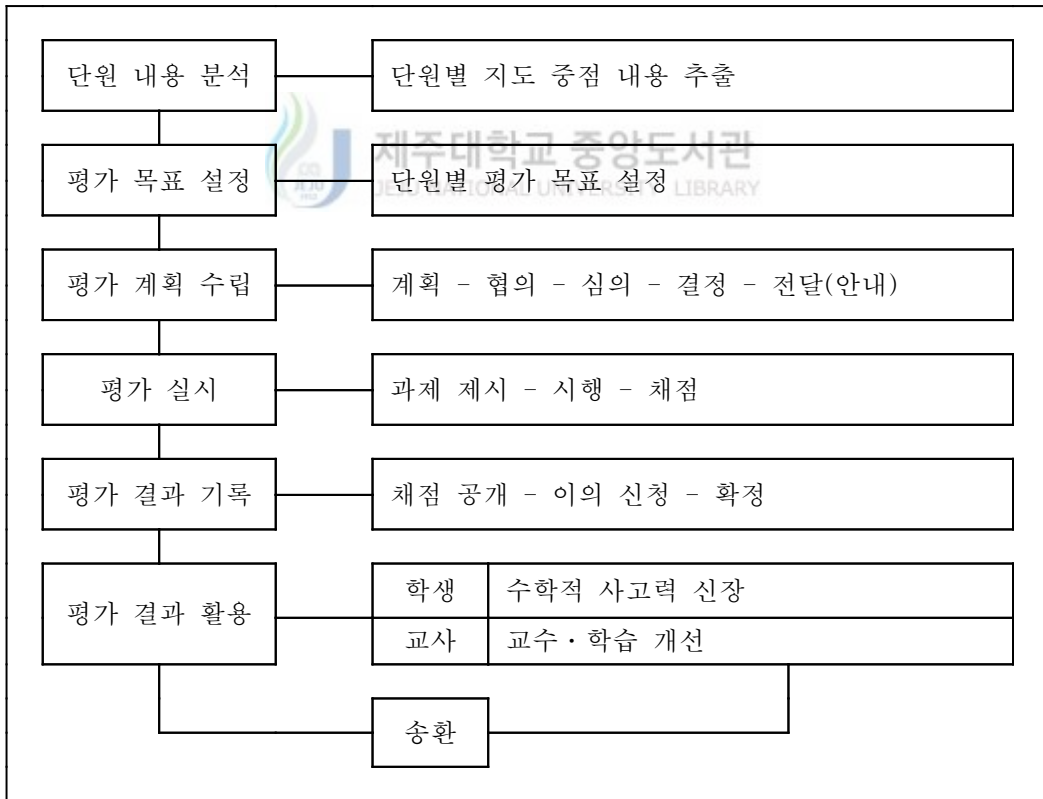 단원 내용 분석 단원별 지도 중점 내용 추출
제주대학교 중앙도서관
JEJU NATIONAL UNIVERSITY LIBRARY
평가 목표 설정 단원별 평가 목표 설정
평가 계획 수립 계획 - 협의 - 심의 - 결정 - 전달(안내)
평가 실시 과제 제시 - 시행 - 채점
평가 결과 기록 채점 공개 - 이의 신청 - 확정
평가 결과 활용
학생 수학적 사고력 신장
교사 교수·학습 개선
송환